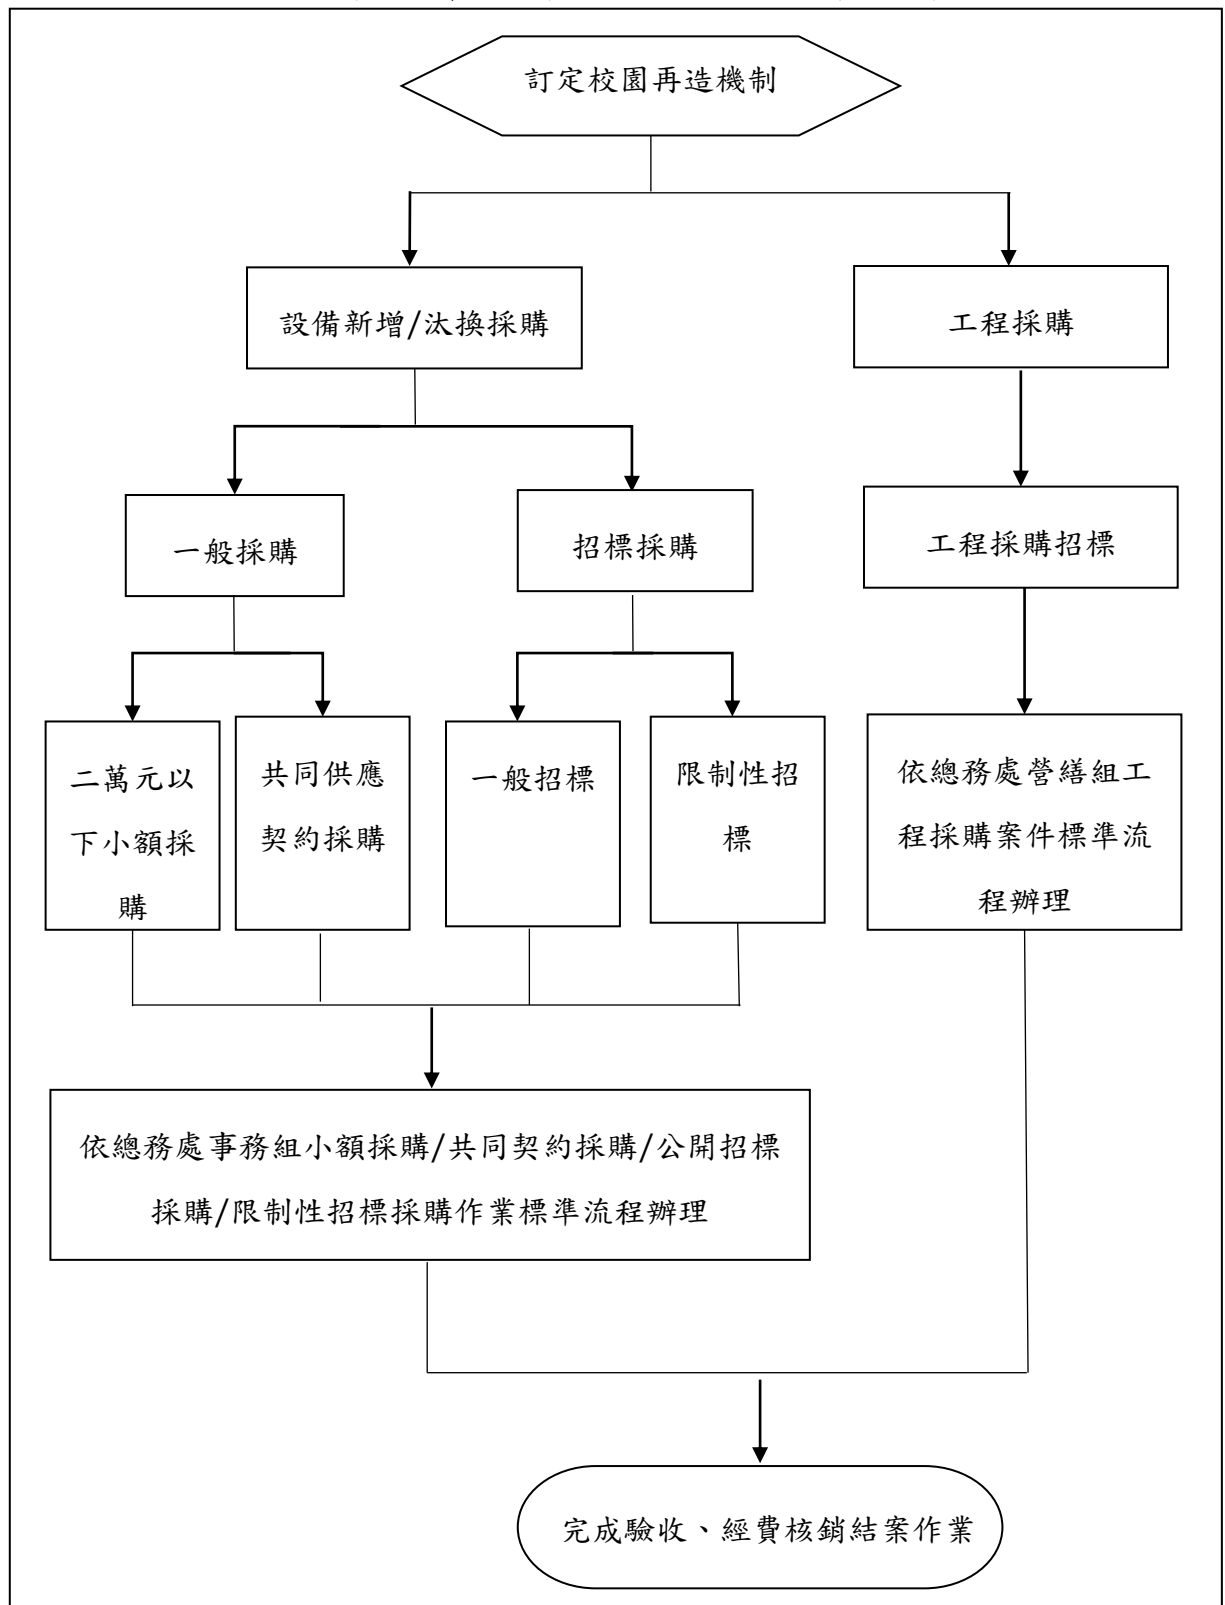 訂定校園再造機制
設備新增/汰換採購
工程採購
一般採購
招標採購
工程採購招標
二萬元以
下小額採
購
共同供應
契約採購
一般招標
限制性招
標
依總務處營繕組工
程採購案件標準流
程辦理
依總務處事務組小額採購/共同契約採購/公開招標
採購/限制性招標採購作業標準流程辦理
完成驗收、經費核銷結案作業